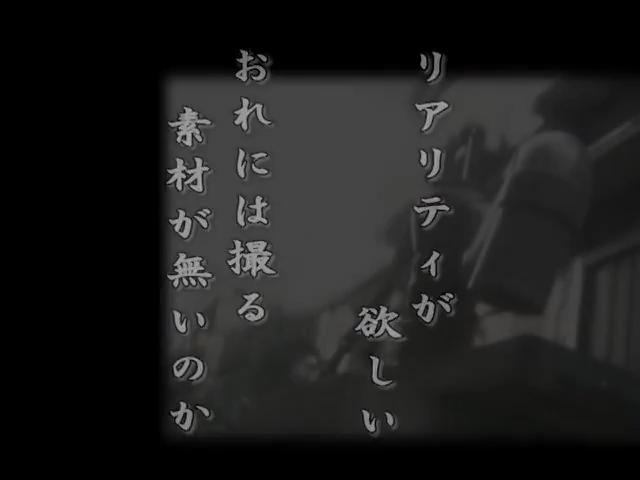 リアリティが
欲しい
おれには撮る
素材が無いのか